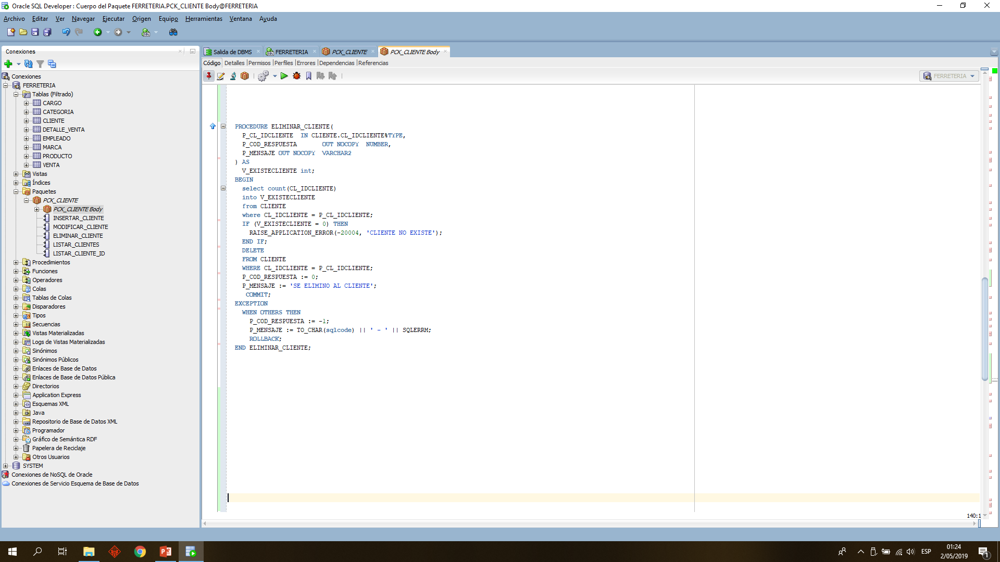 Oracle SQL Developer : Cuerpo del Paquete FERRETERIA.PCK_CLIENTE Body@FERRETERIA
Archivo Editar Ver Navegar Ejecutar Origen Equipo Herramientas Ventana Ayuda
Conexiones
Conexiones
FERRETERIA
Tablas (Filtrado)
CARGO
CATEGORIA
CLIENTE
DETALLE_VENTA
EMPLEADO
MARCA
PRODUCTO
VENTA
Vistas
Índices
Paquetes
PCK_CLIENTE
PCK_CLIENTE Body
INSERTAR_CLIENTE
MODIFICAR_CLIENTE
ELIMINAR_CLIENTE
LISTAR_CLIENTES
LISTAR_CLIENTE_ID
Procedimientos
Funciones
Operadores
Colas
Tablas de Colas
Disparadores
Tipos
Secuencias
Vistas Materializadas
Logs de Vistas Materializadas
Sinónimos
Sinónimos Públicos
Enlaces de Base de Datos
Enlaces de Base de Datos Pública
Directorios
Application Express
Esquemas XML
Java
Repositorio de Base de Datos XML
Programador
Gráfico de Semántica RDF
Papelera de Reciclaje
Otros Usuarios
SYSTEM
Conexiones de NoSQL de Oracle
Conexiones de Servicio Esquema de Base de Datos
Salida de DBMS FERRETERIA PCK_CLIENTE PCK_CLIENTE Body
Código Detalles Permisos Perfiles Errores Dependencias Referencias
FERRETERIA
PROCEDURE ELIMINAR_CLIENTE(
P_CL_IDCLIENTE IN CLIENTE.CL_IDCLIENTE%TYPE,
P_COD_RESPUESTA OUT NOCOPY NUMBER,
P_MENSAJE OUT NOCOPY VARCHAR2
) AS
V_EXISTECLIENTE int;
BEGIN
select count(CL_IDCLIENTE)
into V_EXISTECLIENTE
from CLIENTE
where CL_IDCLIENTE = P_CL_IDCLIENTE;
IF (V_EXISTECLIENTE = 0) THEN
RAISE_APPLICATION_ERROR(-20004, 'CLIENTE NO EXISTE');
END IF;
DELETE
FROM CLIENTE
WHERE CL_IDCLIENTE = P_CL_IDCLIENTE;
P_COD_RESPUESTA := 0;
P_MENSAJE := 'SE ELIMINO AL CLIENTE';
COMMIT;
EXCEPTION
WHEN OTHERS THEN
P_COD_RESPUESTA := -1;
P_MENSAJE := TO_CHAR(sqlcode) || ' - ' || SQLERRM;
ROLLBACK;
END ELIMINAR_CLIENTE;
140:1
ESP
01:24
2/05/2019
1